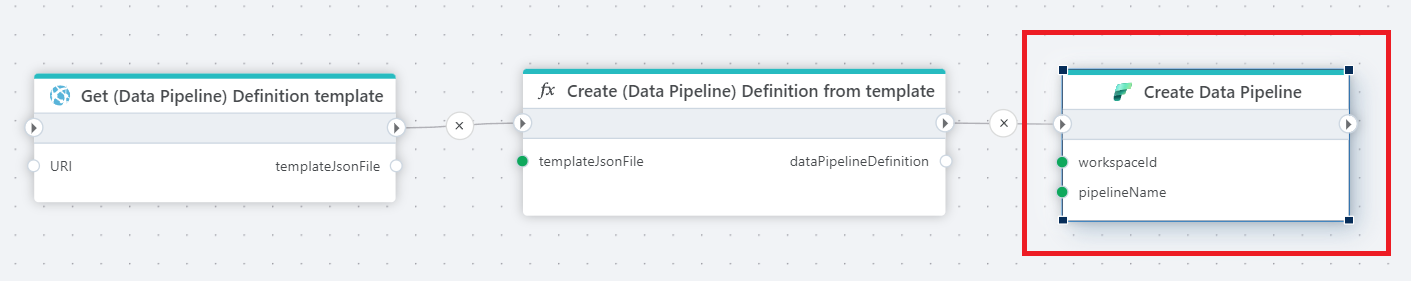 Get (Data Pipeline) Definition template
URI
templateJsonFile
fx Create (Data Pipeline) Definition from template
templateJsonFile
dataPipelineDefinition
Create Data Pipeline
workspaceId
pipelineName